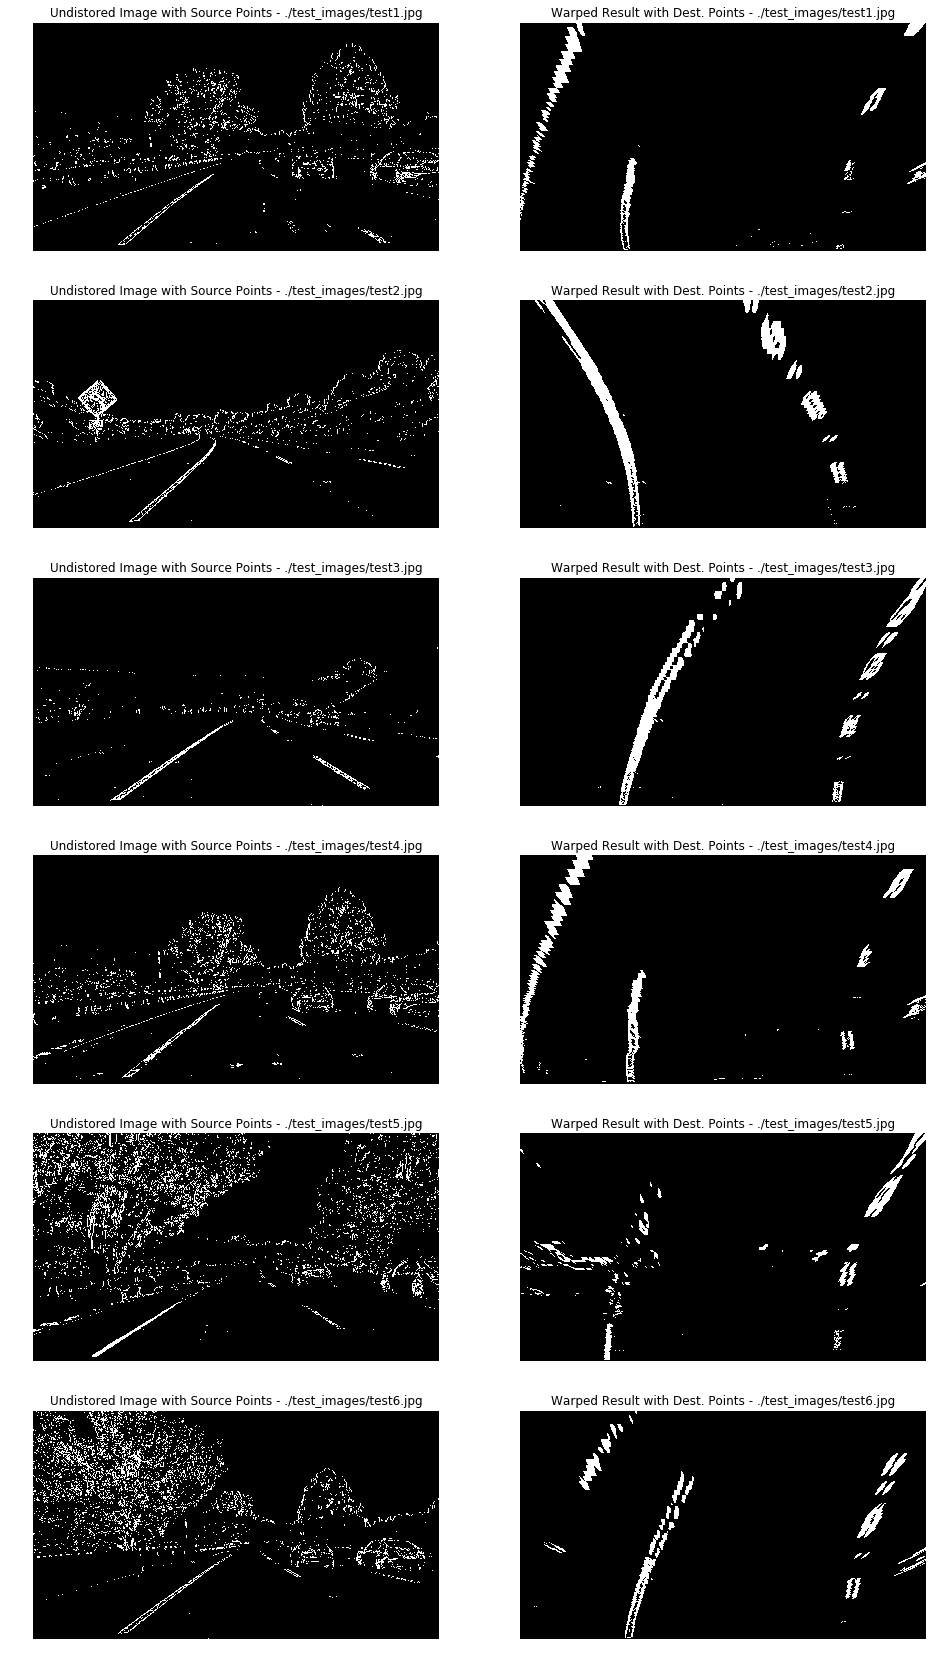 Undistored Image with Source Points - ./test_images/test1.jpg
Warped Result with Dest. Points - ./test_images/test1.jpg
Undistored Image with Source Points - ./test_images/test2.jpg
Warped Result with Dest. Points - ./test_images/test2.jpg
Undistored Image with Source Points - ./test_images/test3.jpg
Warped Result with Dest. Points - ./test_images/test3.jpg
Undistored Image with Source Points - ./test_images/test4.jpg
Warped Result with Dest. Points - ./test_images/test4.jpg
Undistored Image with Source Points - ./test_images/test5.jpg
Warped Result with Dest. Points - ./test_images/test5.jpg
Undistored Image with Source Points - ./test_images/test6.jpg
Warped Result with Dest. Points - ./test_images/test6.jpg